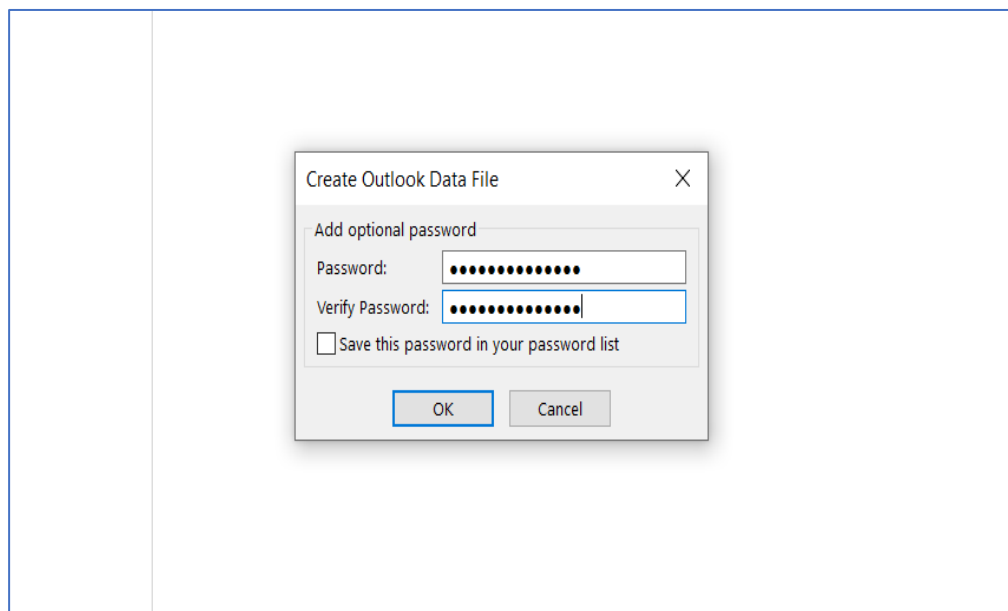 Create Outlook Data File
Add optional password
Password: ●●●●●●●●●●●●●●
Verify Password: ●●●●●●●●●●●●●●
Save this password in your password list
OK Cancel